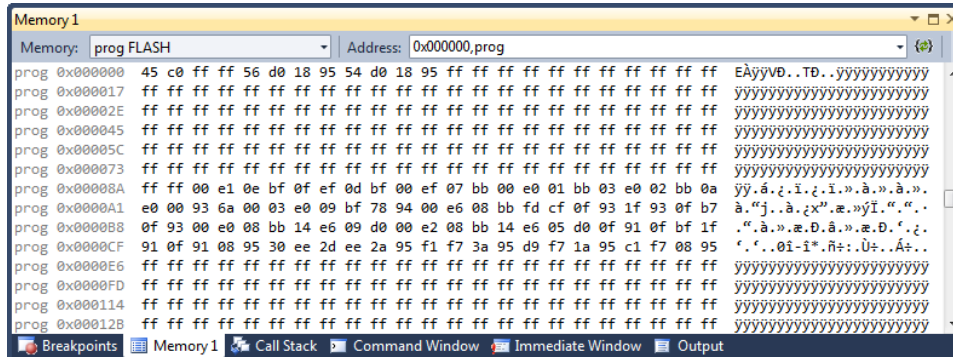 Memory 1
Memory: prog FLASH Address: 0x000000,prog
prog 0x000000 45 c0 ff ff 56 d0 18 95 54 d0 18 95 ff ff ff ff ff ff ff ff ff ff ff EÀÿÿVÐ..TÐ..ÿÿÿÿÿÿÿÿÿÿÿ
prog 0x000017 ff ff ff ff ff ff ff ff ff ff ff ff ff ff ff ff ff ff ff ff ff ff ff ÿÿÿÿÿÿÿÿÿÿÿÿÿÿÿÿÿÿÿÿÿÿÿ
prog 0x00002E ff ff ff ff ff ff ff ff ff ff ff ff ff ff ff ff ff ff ff ff ff ff ff ÿÿÿÿÿÿÿÿÿÿÿÿÿÿÿÿÿÿÿÿÿÿÿ
prog 0x000045 ff ff ff ff ff ff ff ff ff ff ff ff ff ff ff ff ff ff ff ff ff ff ff ÿÿÿÿÿÿÿÿÿÿÿÿÿÿÿÿÿÿÿÿÿÿÿ
prog 0x00005C ff ff ff ff ff ff ff ff ff ff ff ff ff ff ff ff ff ff ff ff ff ff ff ÿÿÿÿÿÿÿÿÿÿÿÿÿÿÿÿÿÿÿÿÿÿÿ
prog 0x000073 ff ff ff ff ff ff ff ff ff ff ff ff ff ff ff ff ff ff ff ff ff ff ff ÿÿÿÿÿÿÿÿÿÿÿÿÿÿÿÿÿÿÿÿÿÿÿ
prog 0x00008A ff ff 00 e1 0e bf 0f ef 0d bf 00 ef 07 bb 00 e0 01 bb 03 e0 02 bb 0a ÿÿ.á.¿.ï.¿.ï.».à.».à.».
prog 0x0000A1 e0 00 93 6a 00 03 e0 09 bf 78 94 00 e6 08 bb fd cf 0f 93 1f 93 0f b7 à.“j..à.¿x”.æ.»ýÏ.“.“.·
prog 0x0000B8 0f 93 00 e0 08 bb 14 e6 09 d0 00 e2 08 bb 14 e6 05 d0 0f 91 0f bf 1f .“.à.».æ.Ð.â.».æ.Ð.‘.¿.
prog 0x0000CF 91 0f 91 08 95 30 ee 2d ee 2a 95 f1 f7 3a 95 d9 f7 1a 95 c1 f7 08 95 ‘.‘..0î-î*.ñ÷:.Ù÷..Á÷..
prog 0x0000E6 ff ff ff ff ff ff ff ff ff ff ff ff ff ff ff ff ff ff ff ff ff ff ff ÿÿÿÿÿÿÿÿÿÿÿÿÿÿÿÿÿÿÿÿÿÿÿ
prog 0x0000FD ff ff ff ff ff ff ff ff ff ff ff ff ff ff ff ff ff ff ff ff ff ff ff ÿÿÿÿÿÿÿÿÿÿÿÿÿÿÿÿÿÿÿÿÿÿÿ
prog 0x000114 ff ff ff ff ff ff ff ff ff ff ff ff ff ff ff ff ff ff ff ff ff ff ff ÿÿÿÿÿÿÿÿÿÿÿÿÿÿÿÿÿÿÿÿÿÿÿ
prog 0x00012B ff ff ff ff ff ff ff ff ff ff ff ff ff ff ff ff ff ff ff ff ff ff ff ÿÿÿÿÿÿÿÿÿÿÿÿÿÿÿÿÿÿÿÿÿÿÿ
Breakpoints Memory 1 Call Stack Command Window Immediate Window Output